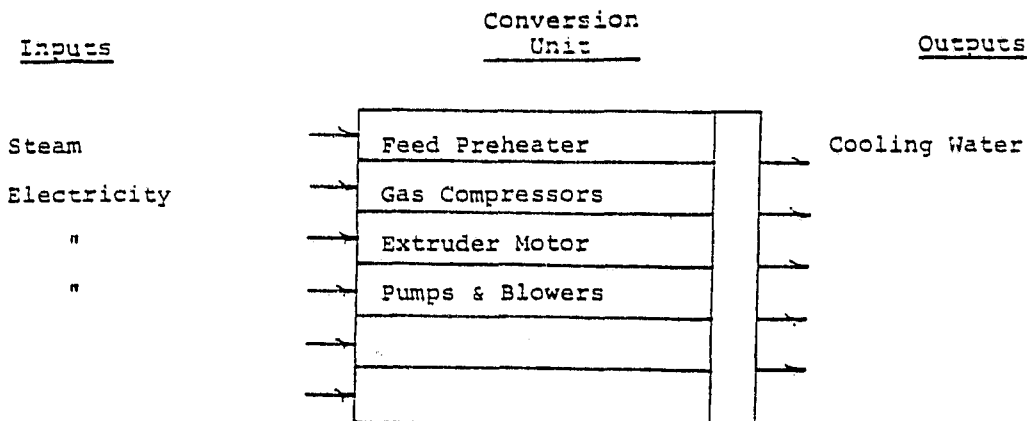 Inputs
Conversion
Unit
Outputs
Steam
Feed Preheater
Cooling Water
Electricity
Gas Compressors
"
Extruder Motor
"
Pumps & Blowers